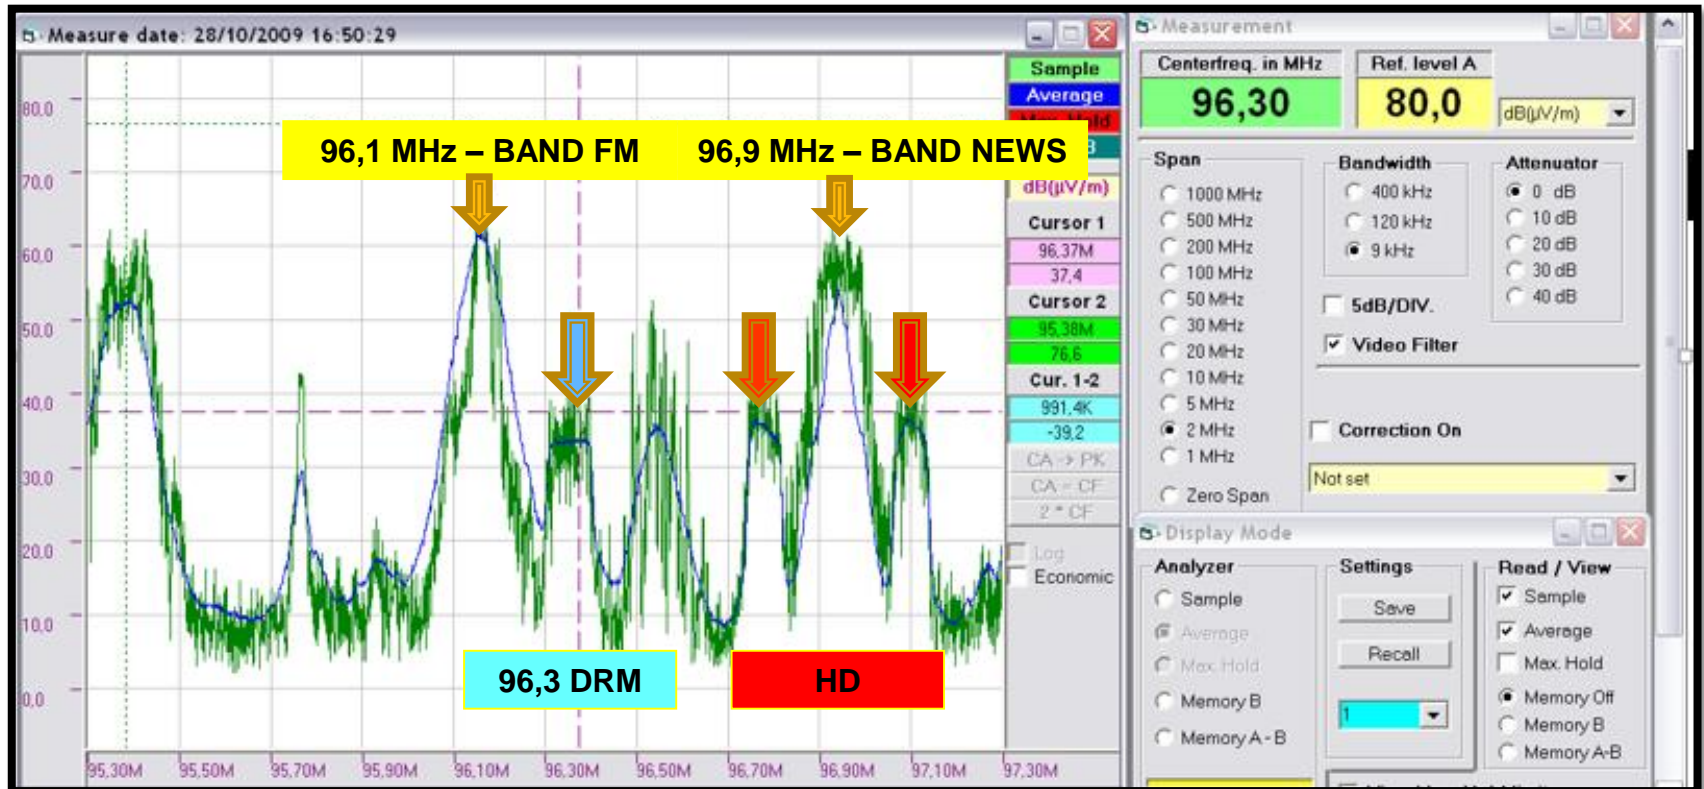 Measure date: 28/10/2009 16:50:29
80,0
70,0
60,0
50,0
40,0
30,0
20,0
10,0
0,0
95,30M 95,50M 95,70M 95,90M 96,10M 96,30M 96,50M 96,70M 96,90M 97,10M 97,30M
96,1 MHz – BAND FM 96,9 MHz – BAND NEWS
96,3 DRM
HD
Sample
Average
dB(µV/m)
Cursor 1
96,37M
37,4
Cursor 2
95,38M
76,6
Cur. 1-2
991,4K
-39,2
CA -> PK
CA = CF
2 * CF
Log
Economic
Measurement
Centerfreq. in MHz
96,30
Ref. level A
80,0
dB(µV/m)
Span
1000 MHz
500 MHz
200 MHz
100 MHz
50 MHz
30 MHz
20 MHz
10 MHz
5 MHz
2 MHz
1 MHz
Zero Span
Bandwidth
400 kHz
120 kHz
9 kHz
Attenuator
0 dB
10 dB
20 dB
30 dB
40 dB
5dB/DIV.
Video Filter
Correction On
Not set
Display Mode
Analyzer
Sample
Average
Max. Hold
Memory B
Memory A - B
Settings
Save
Recall
1
Read / View
Sample
Average
Max. Hold
Memory Off
Memory B
Memory A-B